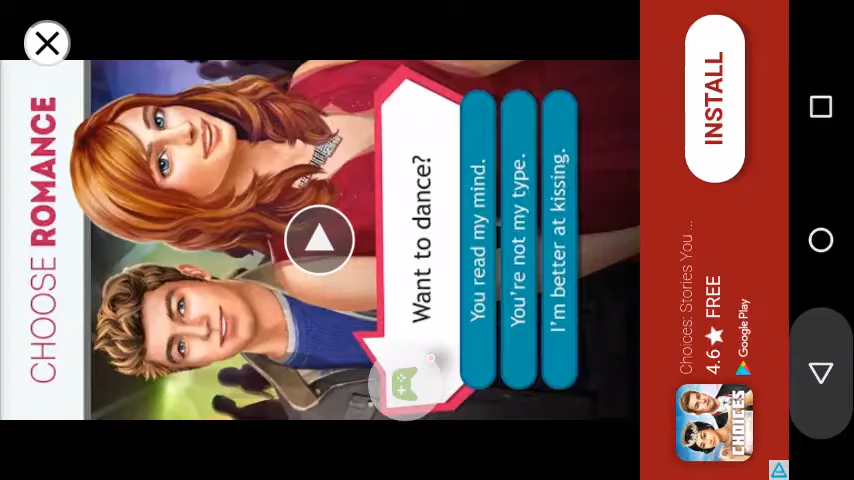 CHOOSE ROMANCE
Want to dance?
You read my mind.
You're not my type.
I'm better at kissing.
Choices: Stories You ...
4.6★ FREE
Google Play
INSTALL
CHOICES